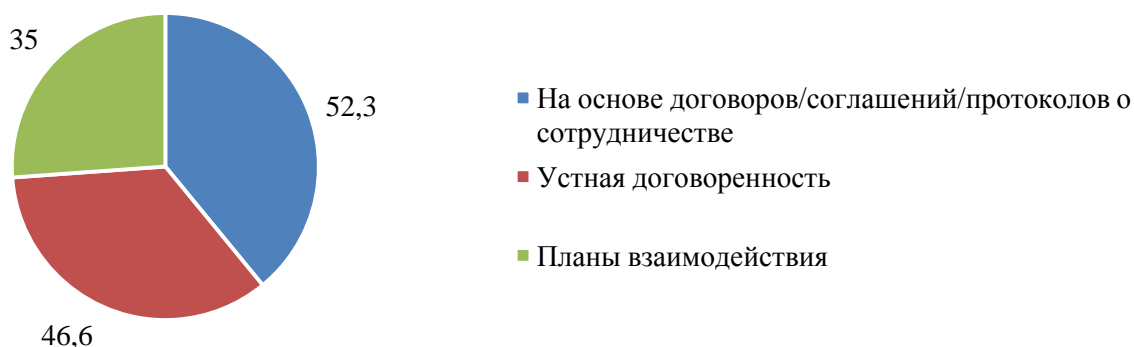 35
52,3
На основе договоров/соглашений/протоколов о
сотрудничестве
Устная договоренность
Планы взаимодействия
46,6